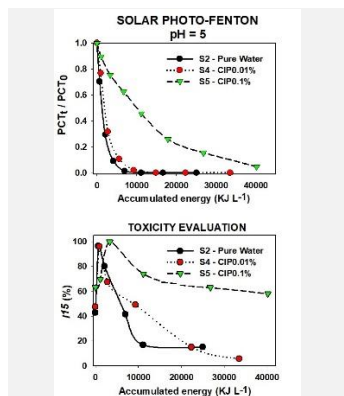 SOLAR PHOTO-FENTON
pH = 5
1.0
0.8
0.6
0.4
0.2
0.0
PCTt / PCT0
S2 - Pure Water
S4 - CIP0.01%
S5 - CIP0.1%
0 10000 20000 30000 40000
Accumulated energy (KJ L-1)
TOXICITY EVALUATION
100
80
60
40
20
0
I15 (%)
S2 - Pure Water
S4 - CIP0.01%
S5 - CIP0.1%
0 10000 20000 30000 40000
Accumulated energy (KJ L-1)